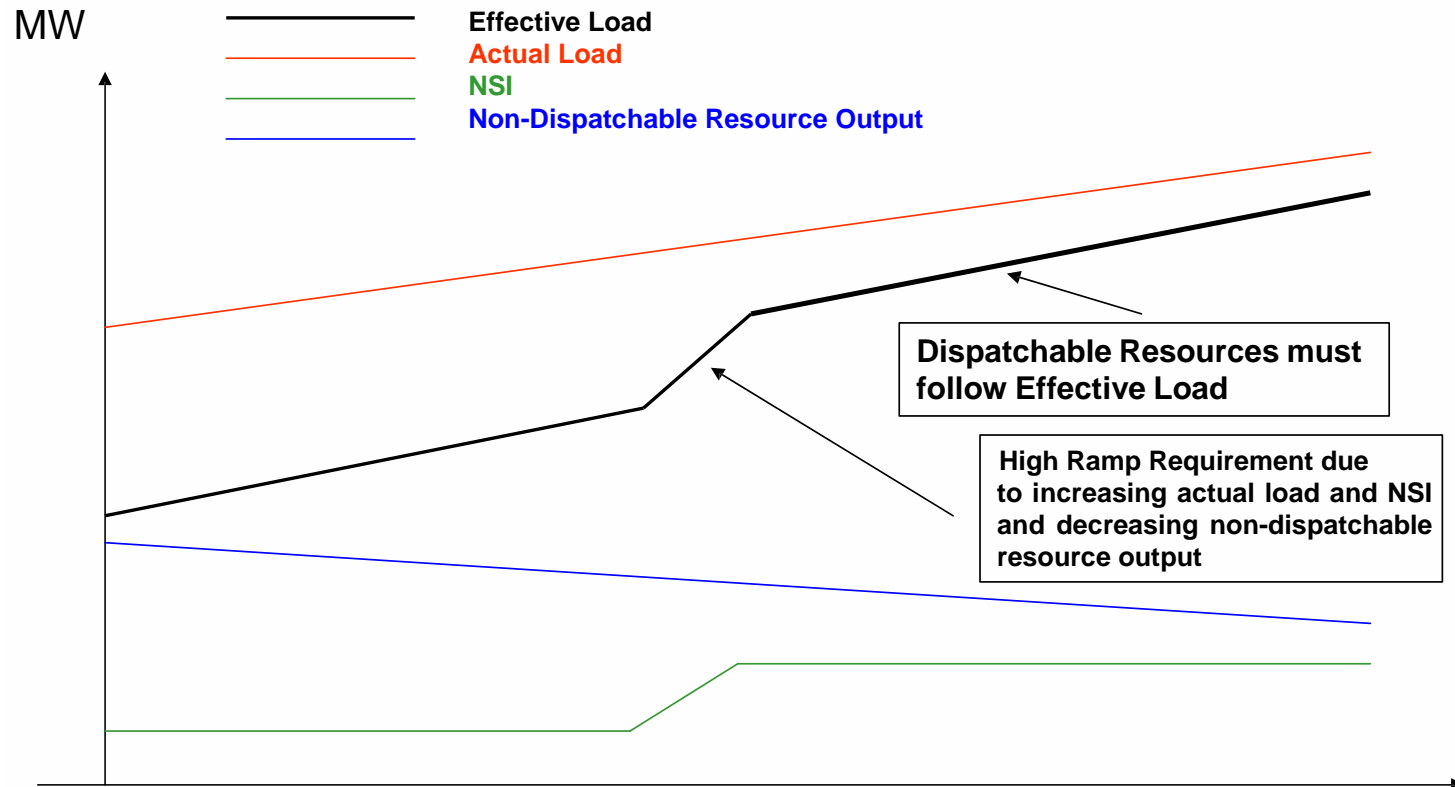 MW
Effective Load
Actual Load
NSI
Non-Dispatchable Resource Output
Dispatchable Resources must
follow Effective Load
High Ramp Requirement due
to increasing actual load and NSI
and decreasing non-dispatchable
resource output